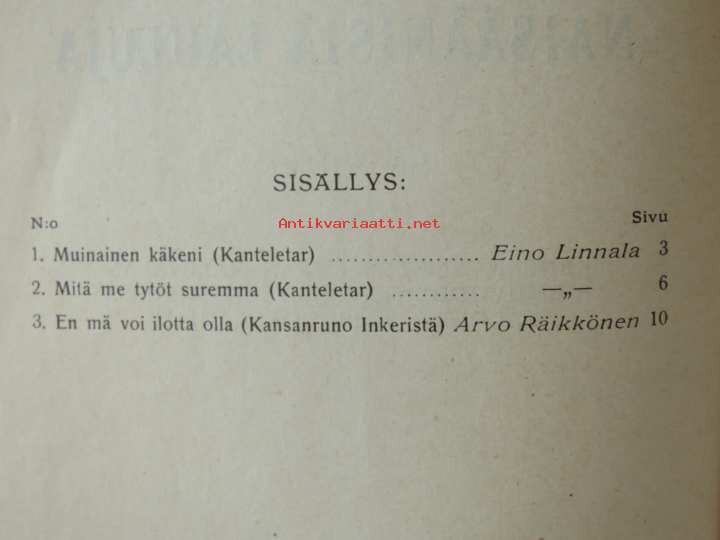 SISÄLLYS:
N:o Sivu
Antikvariaatti.net
1. Muinainen käkeni (Kanteletar) ..................... Eino Linnala 3
2. Mitä me tytöt suremma (Kanteletar) ............ —„— 6
3. En mä voi ilotta olla (Kansanruno Inkeristä) Arvo Räikkönen 10